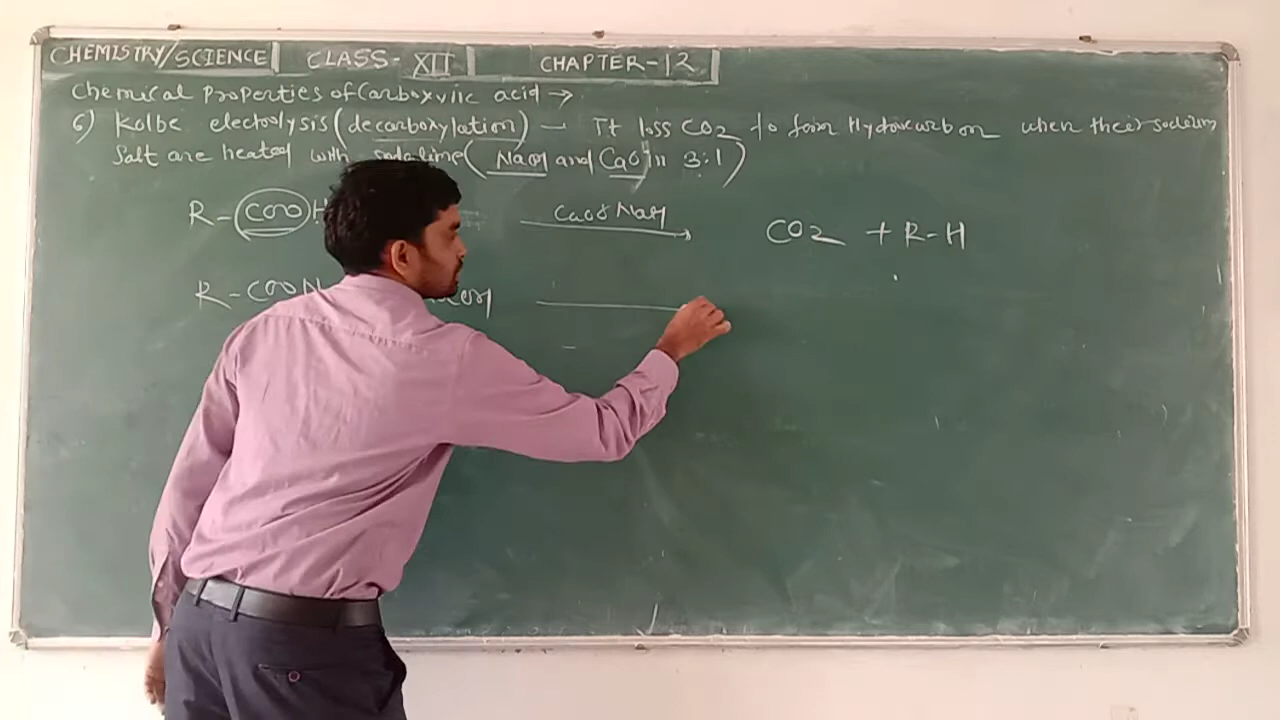 CHEMISTRY/SCIENCE | CLASS-XII | CHAPTER-12
Chemical Properties of Carboxylic acid →
6) Kolbe electrolysis (decarboxylation) - It loss CO2 to form Hydrocarbon when their sodium
Salt are heated with sodalime (NaOH and CaO in 3:1)
R-COOH CaO & NaOH CO2 + R-H
R-COON